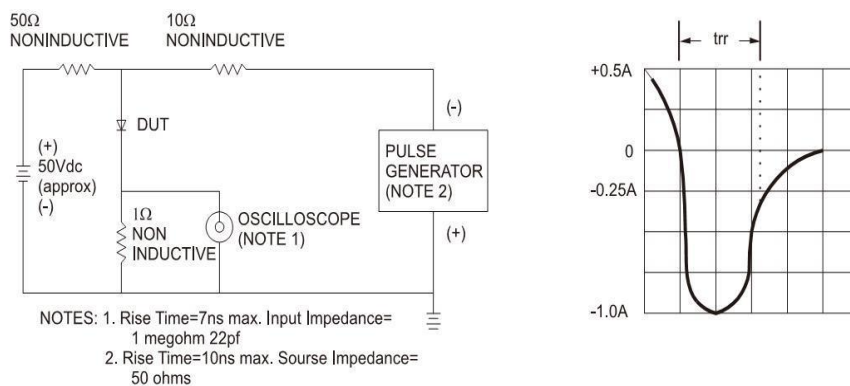 50Ω
NONINDUCTIVE
10Ω
NONINDUCTIVE
DUT
(+)
50Vdc
(approx)
(-)
1Ω
NON
INDUCTIVE
OSCILLOSCOPE
(NOTE 1)
(-)
PULSE
GENERATOR
(NOTE 2)
(+)
NOTES: 1. Rise Time=7ns max. Input Impedance=
1 megohm 22pf
2. Rise Time=10ns max. Sourse Impedance=
50 ohms
trr
+0.5A
0
-0.25A
-1.0A